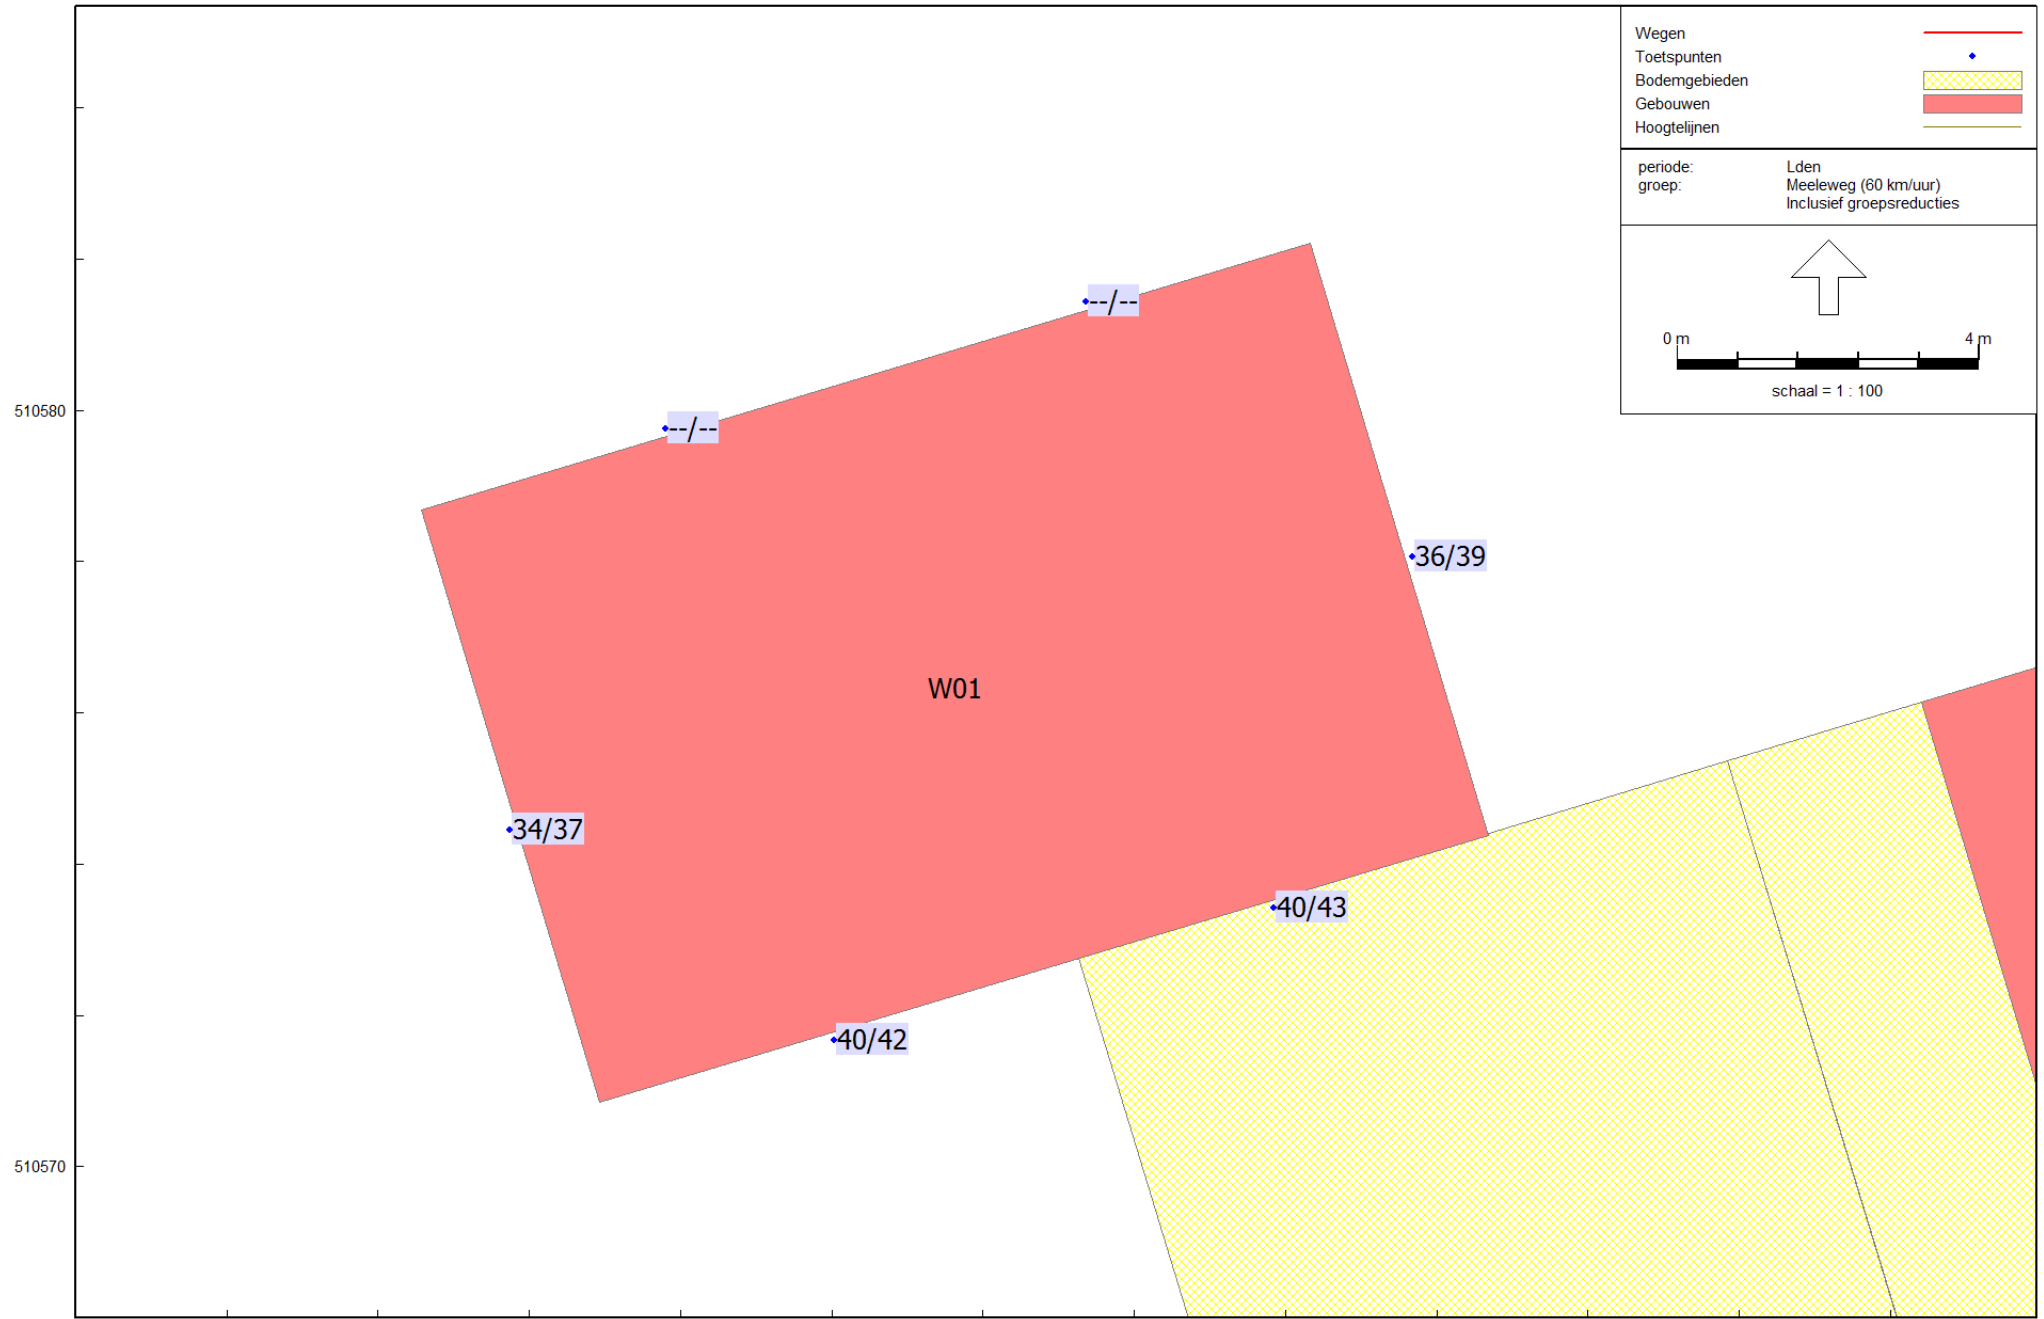 Wegen
Toetspunten
Bodemgebieden
Gebouwen
Hoogtelijnen
periode: Lden
groep: Meeleweg (60 km/uur)
Inclusief groepsreducties
0 m 4 m
schaal = 1 : 100
--/--
510580
--/--
36/39
W01
34/37
40/43
40/42
510570